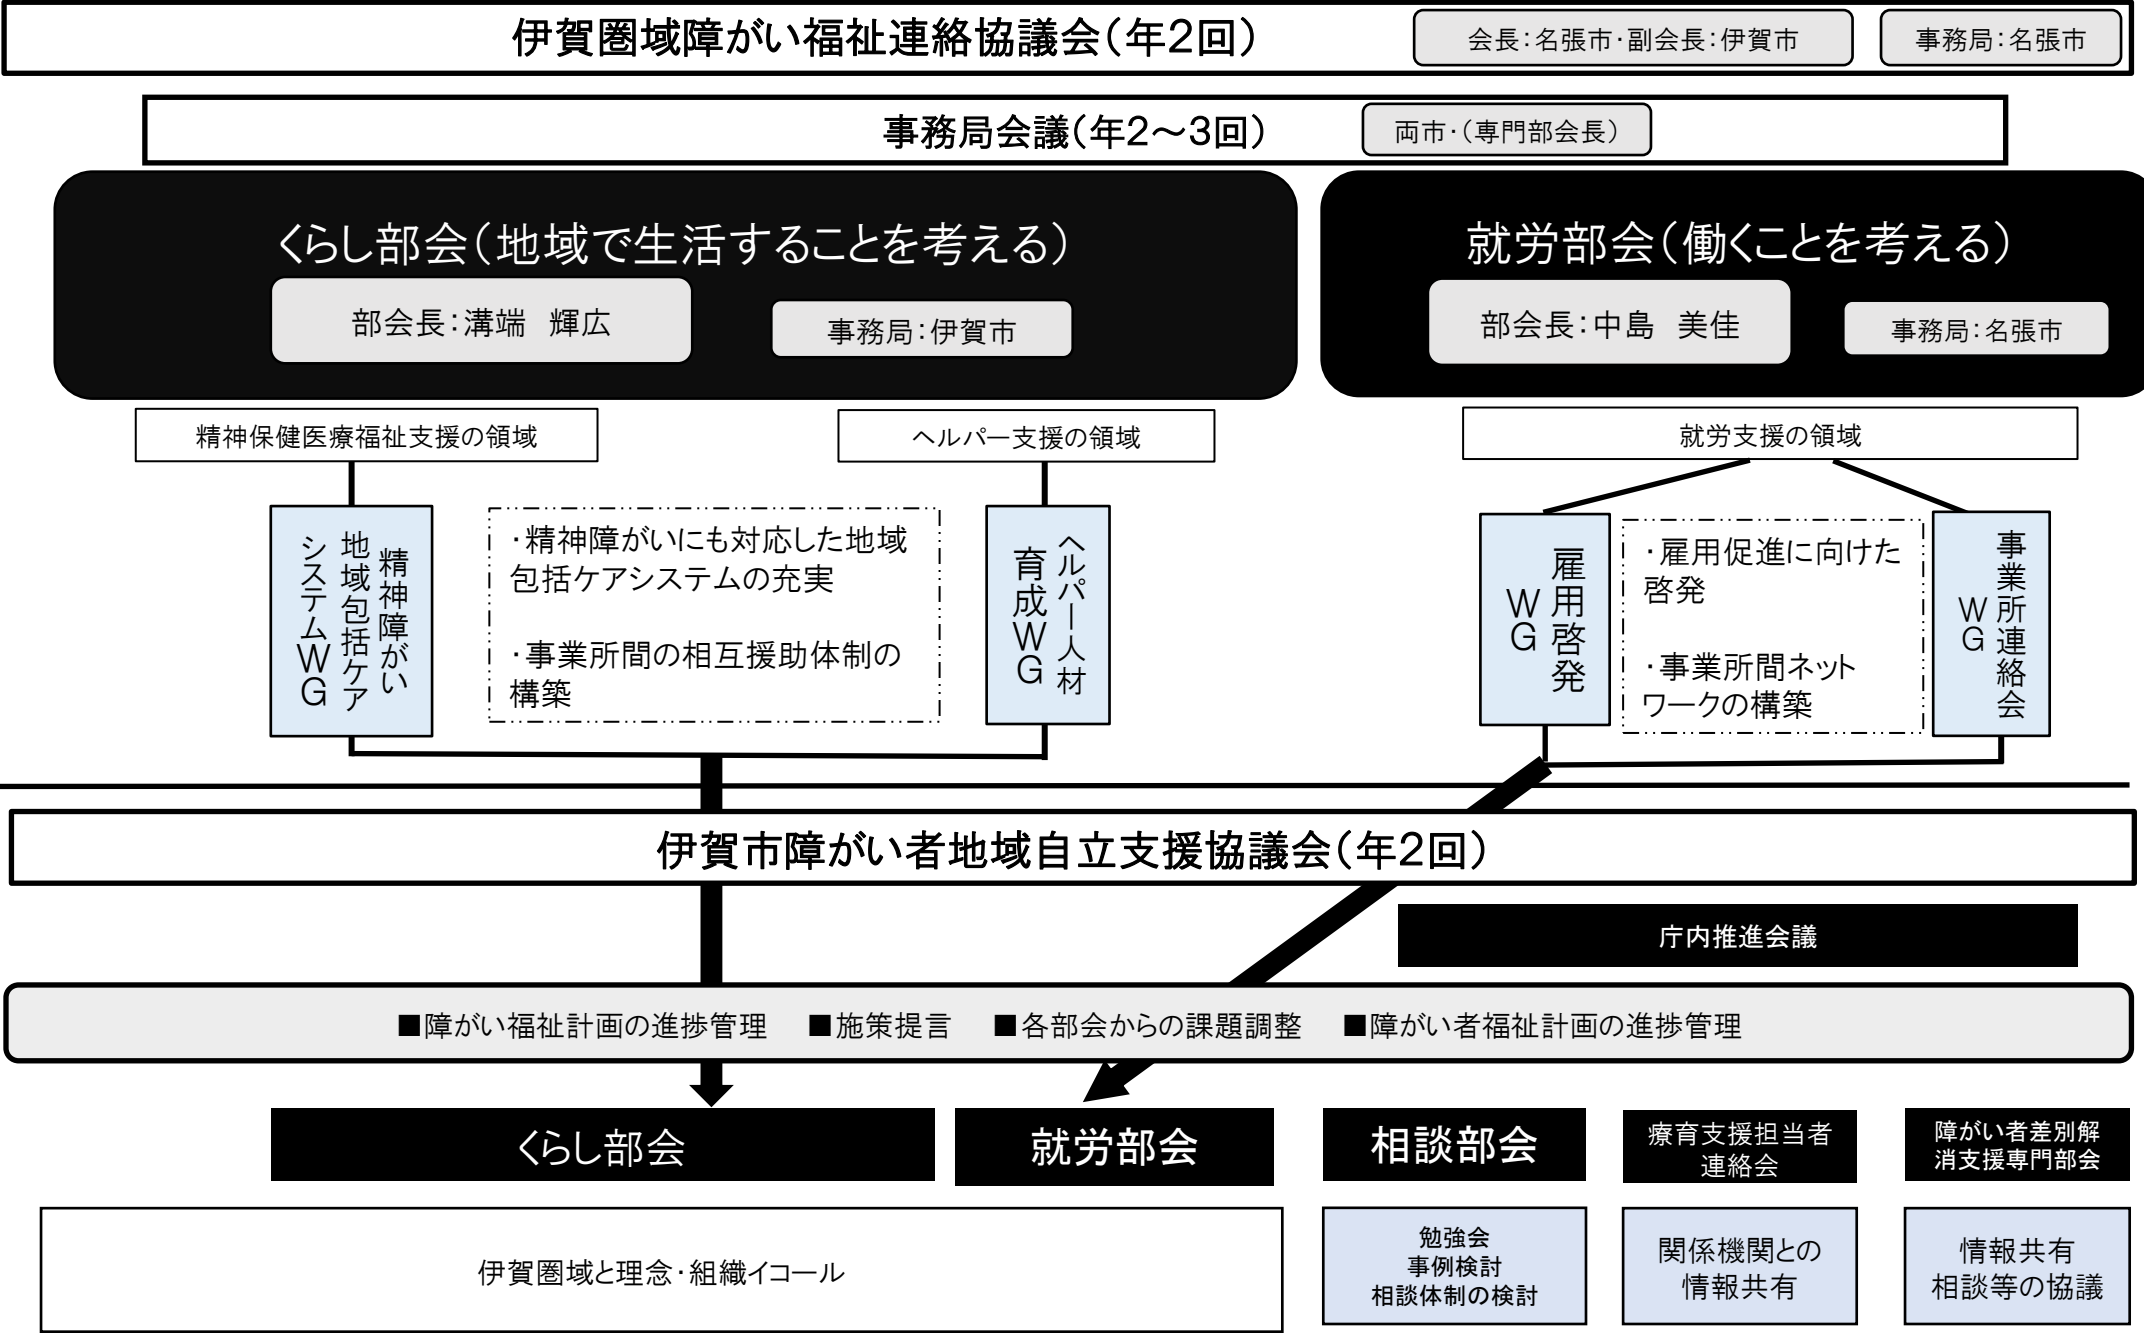 伊賀圏域障がい福祉連絡協議会（年2回）
会長：名張市・副会長：伊賀市
事務局：名張市
事務局会議（年2～3回）
両市・（専門部会長）
くらし部会（地域で生活することを考える）
部会長：溝端　輝広
事務局：伊賀市
就労部会（働くことを考える）
部会長：中島　美佳
事務局：名張市
精神保健医療福祉支援の領域
ヘルパー支援の領域
就労支援の領域
精神障がい
地域包括ケア
システムWG
・精神障がいにも対応した地域
包括ケアシステムの充実
・事業所間の相互援助体制の
構築
ヘルパー人材
育成WG
雇用啓発
WG
・雇用促進に向けた
啓発
・事業所間ネット
ワークの構築
事業所連絡会
WG
伊賀市障がい者地域自立支援協議会（年2回）
庁内推進会議
■障がい福祉計画の進捗管理　■施策提言　■各部会からの課題調整　■障がい者福祉計画の進捗管理
くらし部会
就労部会
相談部会
療育支援担当者
連絡会
障がい者差別解
消支援専門部会
伊賀圏域と理念・組織イコール
勉強会
事例検討
相談体制の検討
関係機関との
情報共有
情報共有
相談等の協議